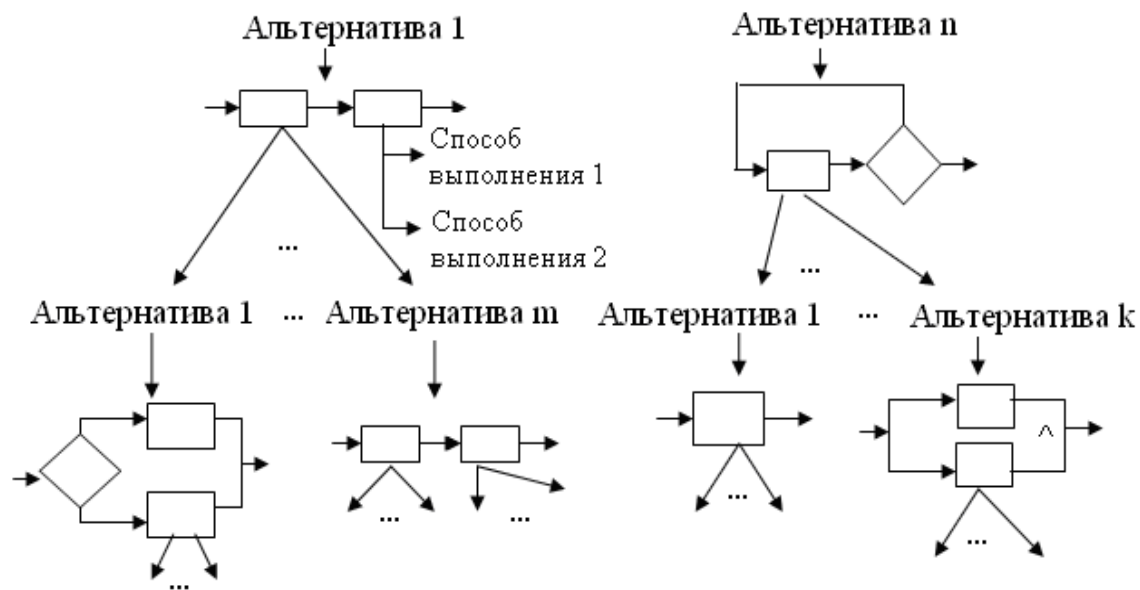 Альтернатива 1
Альтернатива n
Способ
выполнения 1
Способ
выполнения 2
...
...
Альтернатива 1 ... Альтернатива m
Альтернатива 1 ... Альтернатива k
^
...
...
...
...
...